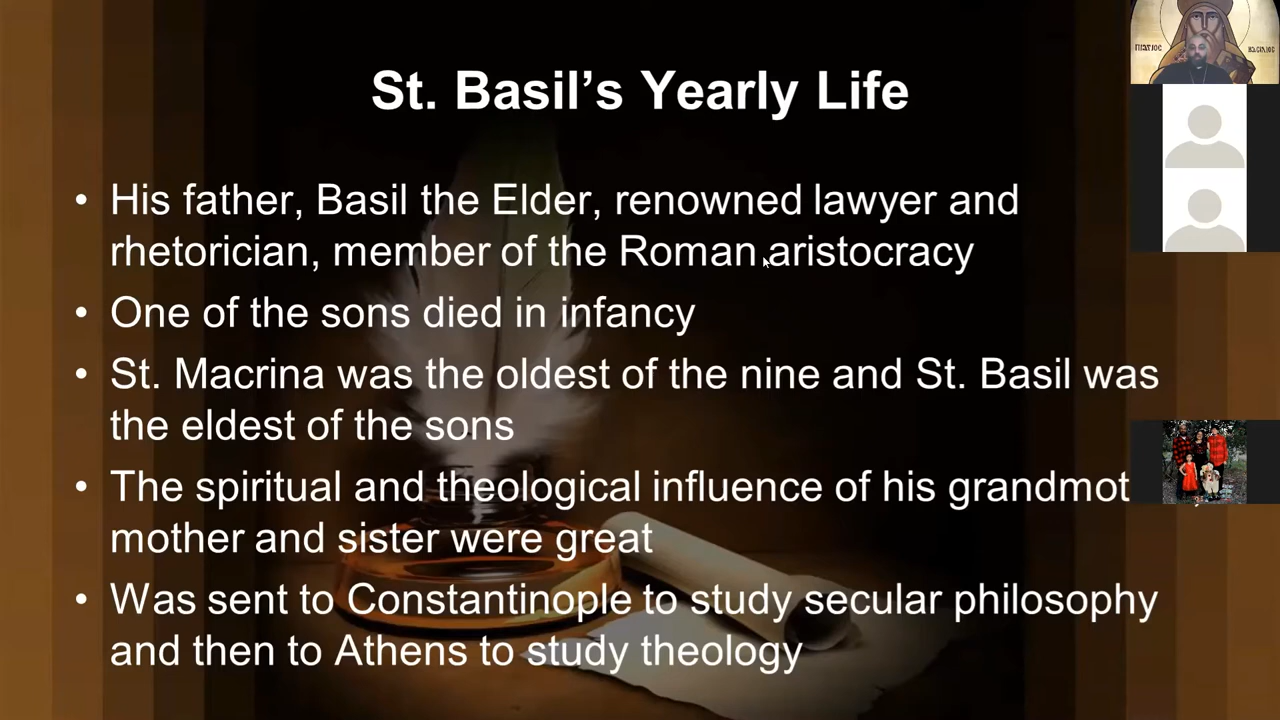 St. Basil’s Yearly Life
• His father, Basil the Elder, renowned lawyer and
rhetorician, member of the Roman aristocracy
• One of the sons died in infancy
• St. Macrina was the oldest of the nine and St. Basil was
the eldest of the sons
• The spiritual and theological influence of his grandmot
mother and sister were great
• Was sent to Constantinople to study secular philosophy
and then to Athens to study theology